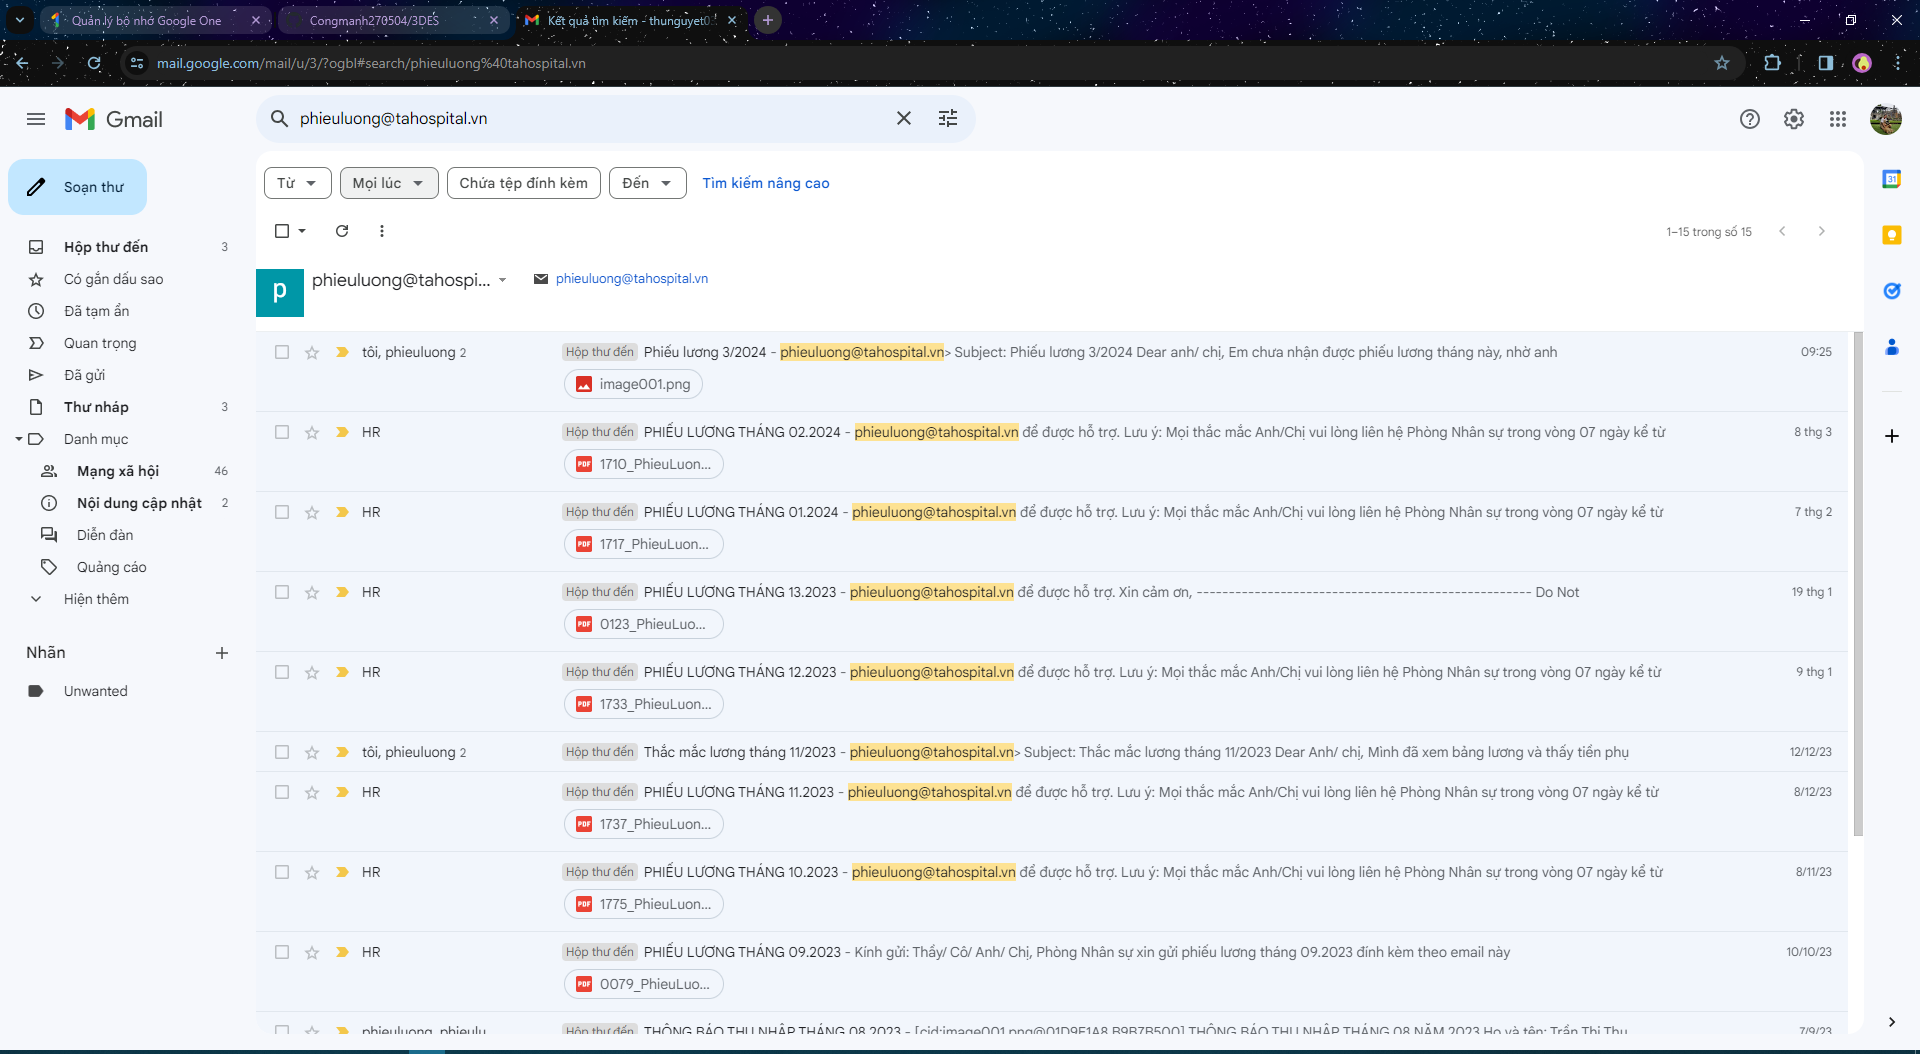 Quản lý bộ nhớ Google One
Congmanh270504/3DES
Kết quả tìm kiếm - thunguyet03
mail.google.com/mail/u/3/?ogbl#search/phieuluong%40tahospital.vn
Gmail
phieuluong@tahospital.vn
Soạn thư
Từ
Mọi lúc
Chứa tệp đính kèm
Đến
Tìm kiếm nâng cao
1–15 trong số 15
Hộp thư đến 3
Có gắn dấu sao
Đã tạm ẩn
Quan trọng
Đã gửi
Thư nháp 3
Danh mục
Mạng xã hội 46
Nội dung cập nhật 2
Diễn đàn
Quảng cáo
Hiện thêm
Nhãn
Unwanted
p
phieuluong@tahospi...
phieuluong@tahospital.vn
tôi, phieuluong 2 Hộp thư đến Phiếu lương 3/2024 - phieuluong@tahospital.vn> Subject: Phiếu lương 3/2024 Dear anh/ chị, Em chưa nhận được phiếu lương tháng này, nhờ anh 09:25
image001.png
HR Hộp thư đến PHIẾU LƯƠNG THÁNG 02.2024 - phieuluong@tahospital.vn để được hỗ trợ. Lưu ý: Mọi thắc mắc Anh/Chị vui lòng liên hệ Phòng Nhân sự trong vòng 07 ngày kể từ 8 thg 3
PDF 1710_PhieuLuon...
HR Hộp thư đến PHIẾU LƯƠNG THÁNG 01.2024 - phieuluong@tahospital.vn để được hỗ trợ. Lưu ý: Mọi thắc mắc Anh/Chị vui lòng liên hệ Phòng Nhân sự trong vòng 07 ngày kể từ 7 thg 2
PDF 1717_PhieuLuon...
HR Hộp thư đến PHIẾU LƯƠNG THÁNG 13.2023 - phieuluong@tahospital.vn để được hỗ trợ. Xin cảm ơn, ---------------------------------------------------- Do Not 19 thg 1
PDF 0123_PhieuLuo...
HR Hộp thư đến PHIẾU LƯƠNG THÁNG 12.2023 - phieuluong@tahospital.vn để được hỗ trợ. Lưu ý: Mọi thắc mắc Anh/Chị vui lòng liên hệ Phòng Nhân sự trong vòng 07 ngày kể từ 9 thg 1
PDF 1733_PhieuLuon...
tôi, phieuluong 2 Hộp thư đến Thắc mắc lương tháng 11/2023 - phieuluong@tahospital.vn> Subject: Thắc mắc lương tháng 11/2023 Dear Anh/ chị, Mình đã xem bảng lương và thấy tiền phụ 12/12/23
HR Hộp thư đến PHIẾU LƯƠNG THÁNG 11.2023 - phieuluong@tahospital.vn để được hỗ trợ. Lưu ý: Mọi thắc mắc Anh/Chị vui lòng liên hệ Phòng Nhân sự trong vòng 07 ngày kể từ 8/12/23
PDF 1737_PhieuLuon...
HR Hộp thư đến PHIẾU LƯƠNG THÁNG 10.2023 - phieuluong@tahospital.vn để được hỗ trợ. Lưu ý: Mọi thắc mắc Anh/Chị vui lòng liên hệ Phòng Nhân sự trong vòng 07 ngày kể từ 8/11/23
PDF 1775_PhieuLuon...
HR Hộp thư đến PHIẾU LƯƠNG THÁNG 09.2023 - Kính gửi: Thầy/ Cô/ Anh/ Chị, Phòng Nhân sự xin gửi phiếu lương tháng 09.2023 đính kèm theo email này 10/10/23
PDF 0079_PhieuLuo...
phieuluong, phieulu. Hộp thư đến THÔNG BÁO THU NHẬP THÁNG 08.2023 - [cid:image001.png@01D9E1A8.B9B7B500] THÔNG BÁO THU NHẬP THÁNG 08 NĂM 2023 Họ và tên: Trần Thị Thu 7/9/23
31